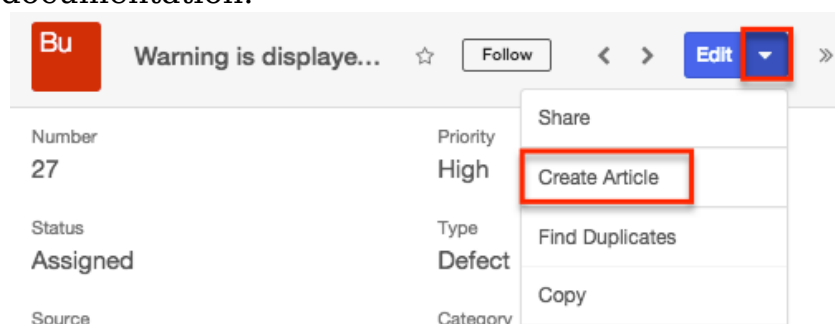 documentation.
Bu
Warning is displaye... ☆ Follow < > Edit »
Share
Number
Priority
27
High
Create Article
Status
Type
Find Duplicates
Assigned
Defect
Copy
Source
Category